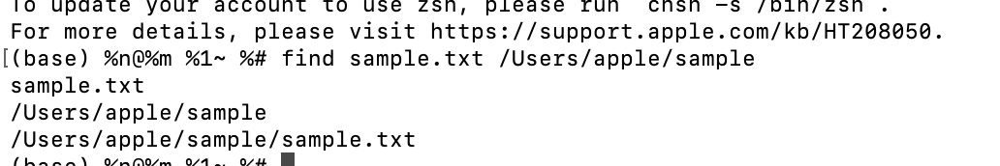 To update your account to use zsh, please run `chsh -s /bin/zsh`.
For more details, please visit https://support.apple.com/kb/HT208050.
[(base) %n@%m %1~ %# find sample.txt /Users/apple/sample
sample.txt
/Users/apple/sample
/Users/apple/sample/sample.txt
(base) %n@%m %1~ %#